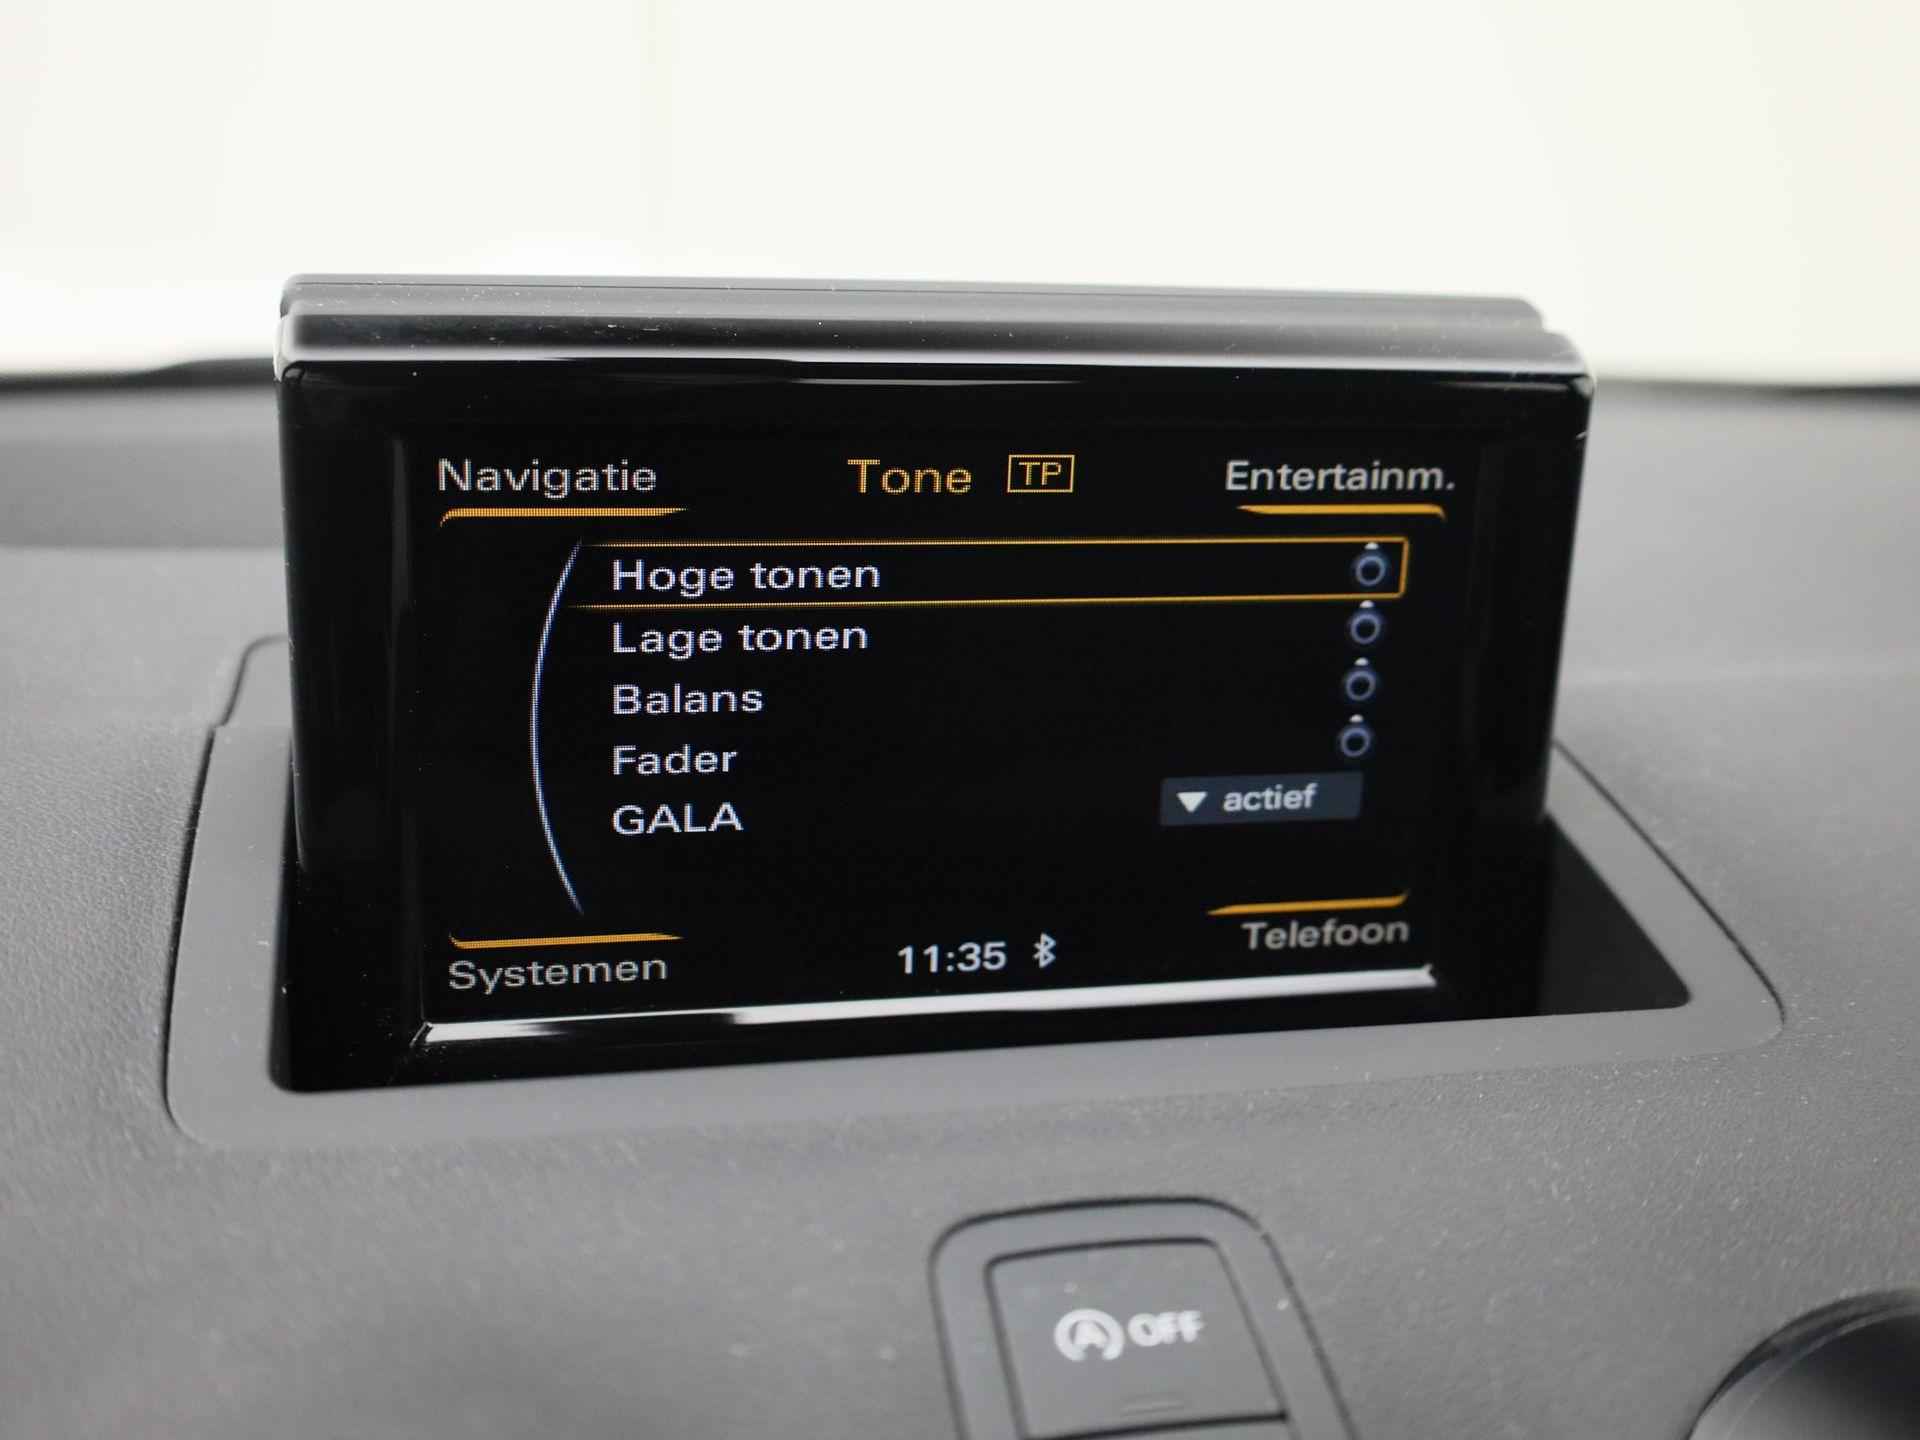 Navigatie Tone TP Entertainm.
Hoge tonen
Lage tonen
Balans
Fader
GALA actief
Systemen 11:35 Telefoon
A OFF